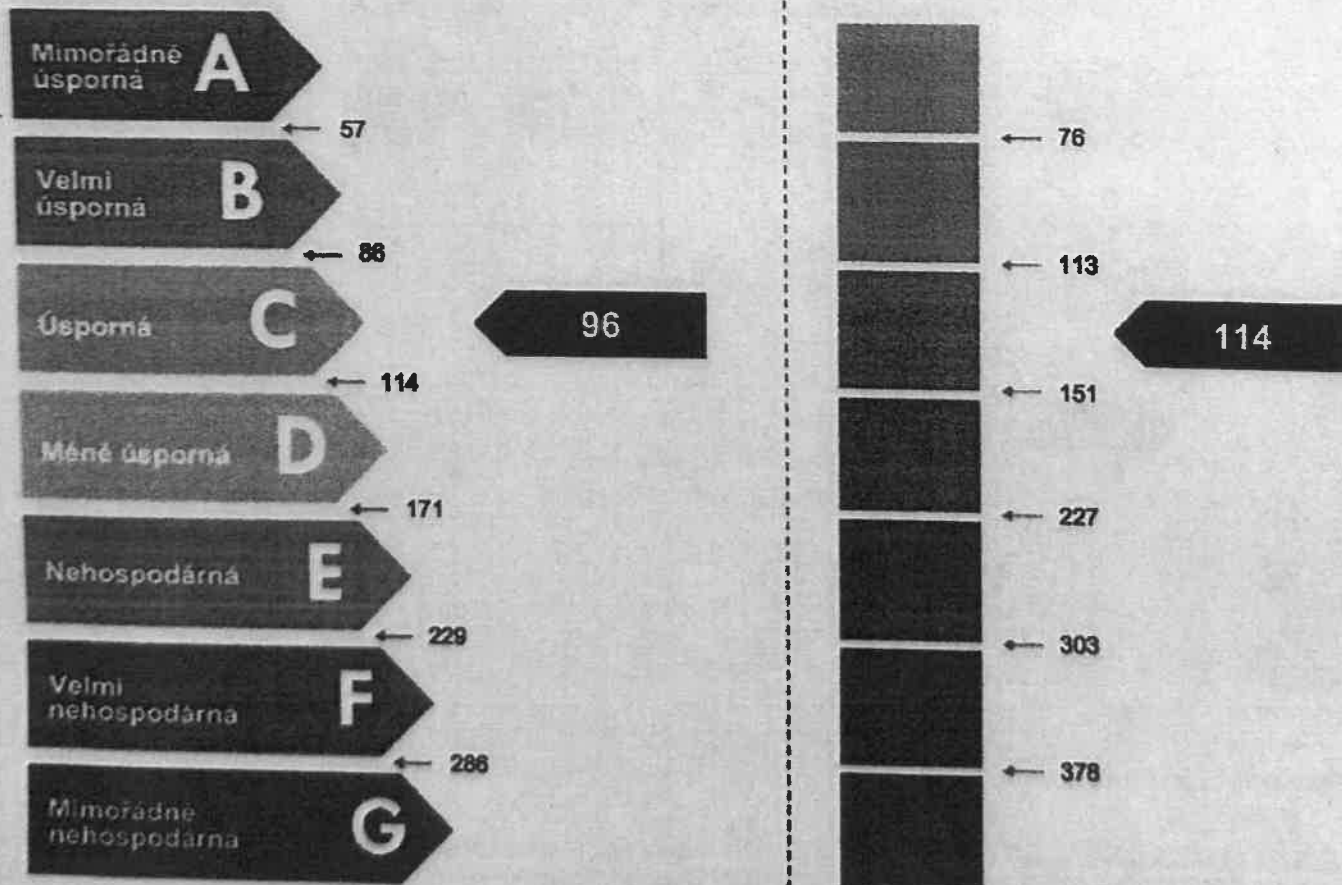 Mimořádně
úsporná
A
57
Velmi
úsporná
B
86
Úsporná
C
96
114
Méně úsporná
D
171
Nehospodárná
E
229
Velmi
nehospodárná
F
286
Mimořádně
nehospodárná
G
76
113
114
151
227
303
378